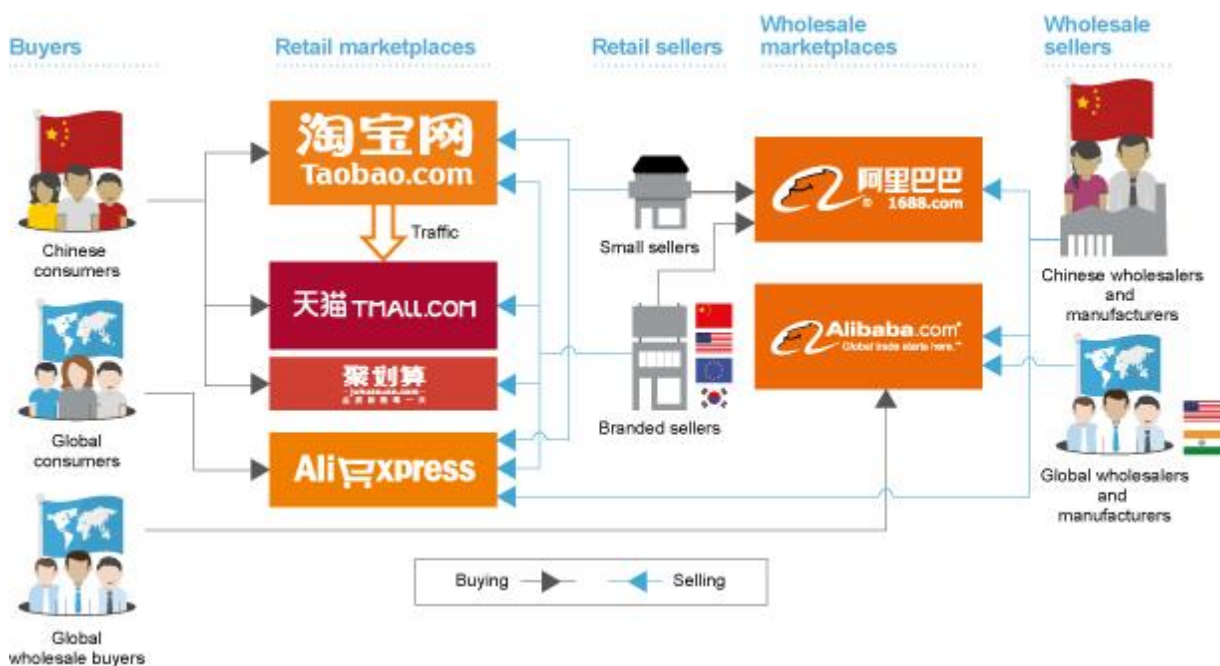 Buyers
Retail marketplaces
Retail sellers
Wholesale
marketplaces
Wholesale
sellers
淘宝网
Taobao.com
Traffic
天猫 TMALL.COM
聚划算
AliExpress
Chinese
consumers
Global
consumers
Global
wholesale buyers
Small sellers
Branded sellers
阿里巴巴
1688.com
Alibaba.com
Global trade starts here.
Chinese wholesalers
and
manufacturers
Global wholesalers
and
manufacturers
Buying
Selling